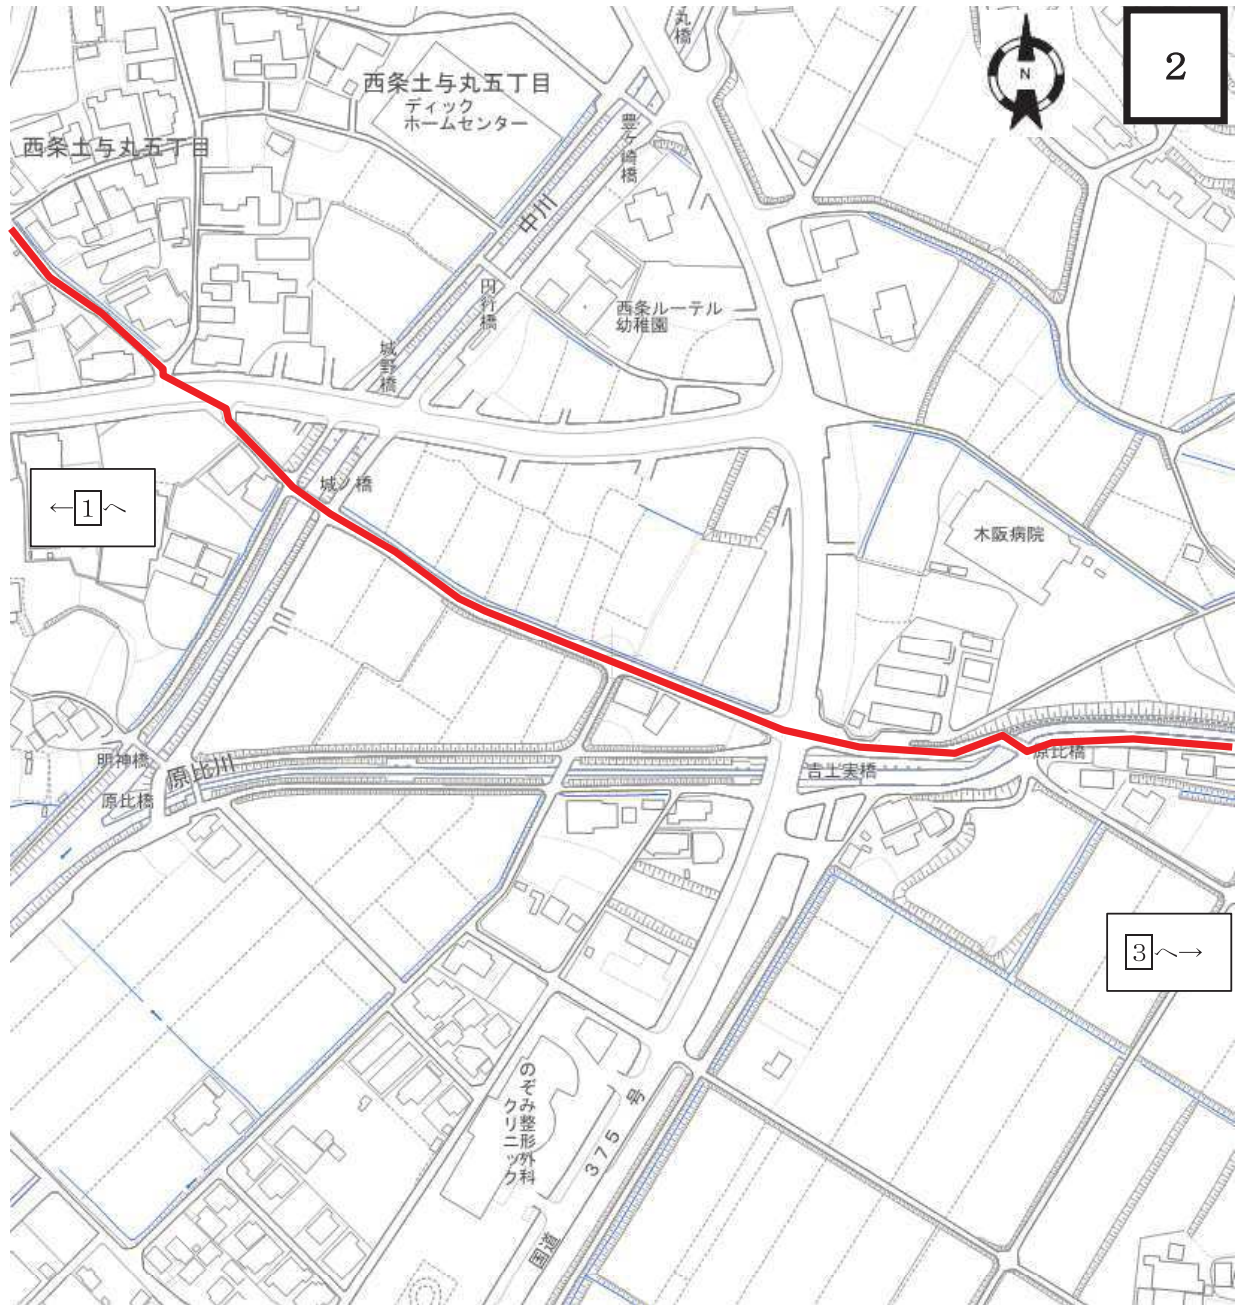 丸橋
2
N
西条土与丸五丁目
ディック
ホームセンター
西条土与丸五丁目
豊ヶ崎橋
中川
円行橋
西条ルーテル
幼稚園
城野橋
城ノ橋
←1へ
木阪病院
明神橋
原比川
原比橋
吉土実橋
原比橋
3へ→
のぞみ整形外科
クリニック
国道
375
号